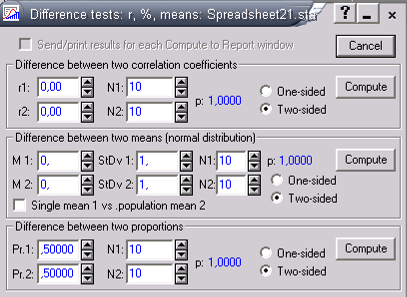 Difference tests: r, %, means: Spreadsheet21.sta ? _ ×
Send/print results for each Compute to Report window Cancel
Difference between two correlation coefficients
r1: 0,00 N1: 10 p: 1,0000 One-sided Compute
r2: 0,00 N2: 10 Two-sided
Difference between two means (normal distribution)
M 1: 0, StDv 1: 1, N1: 10 p: 1,0000 Compute
M 2: 0, StDv 2: 1, N2: 10 One-sided
Single mean 1 vs .population mean 2 Two-sided
Difference between two proportions
Pr.1: ,50000 N1: 10 p: 1,0000 One-sided Compute
Pr.2: ,50000 N2: 10 Two-sided